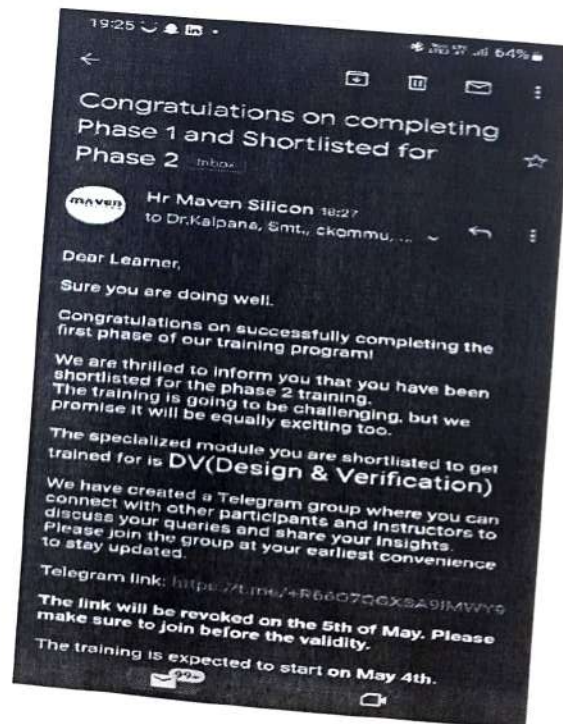 19:25
64%
Congratulations on completing
Phase 1 and Shortlisted for
Phase 2 Inbox
maven
Hr Maven Silicon 18:27
to Dr.Kalpana, Smt., ckommu, ...
Dear Learner,
Sure you are doing well.
Congratulations on successfully completing the
first phase of our training program!
We are thrilled to inform you that you have been
shortlisted for the phase 2 training.
The training is going to be challenging, but we
promise it will be equally exciting too.
The specialized module you are shortlisted to get
trained for is DV(Design & Verification)
We have created a Telegram group where you can
connect with other participants and instructors to
discuss your queries and share your insights.
Please join the group at your earliest convenience
to stay updated.
Telegram link:
The link will be revoked on the 5th of May. Please
make sure to join before the validity.
The training is expected to start on May 4th.
99+